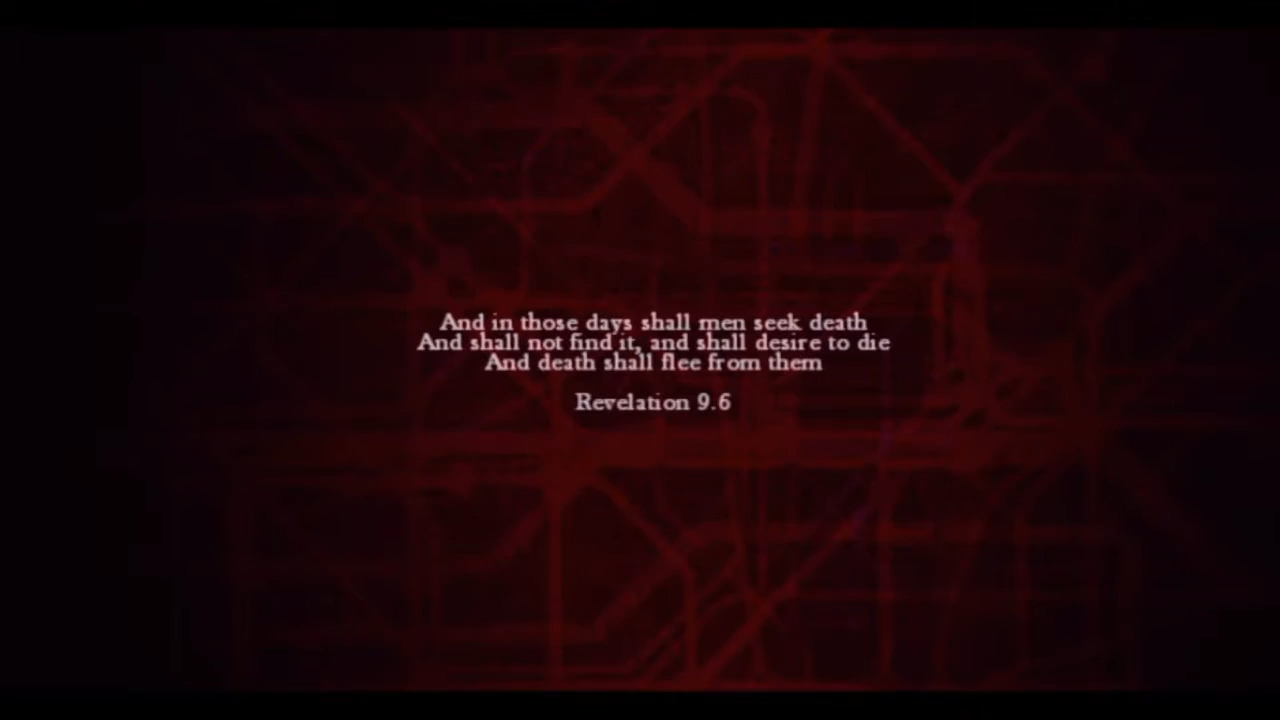 And in those days shall men seek death
And shall not find it, and shall desire to die
And death shall flee from them
Revelation 9.6